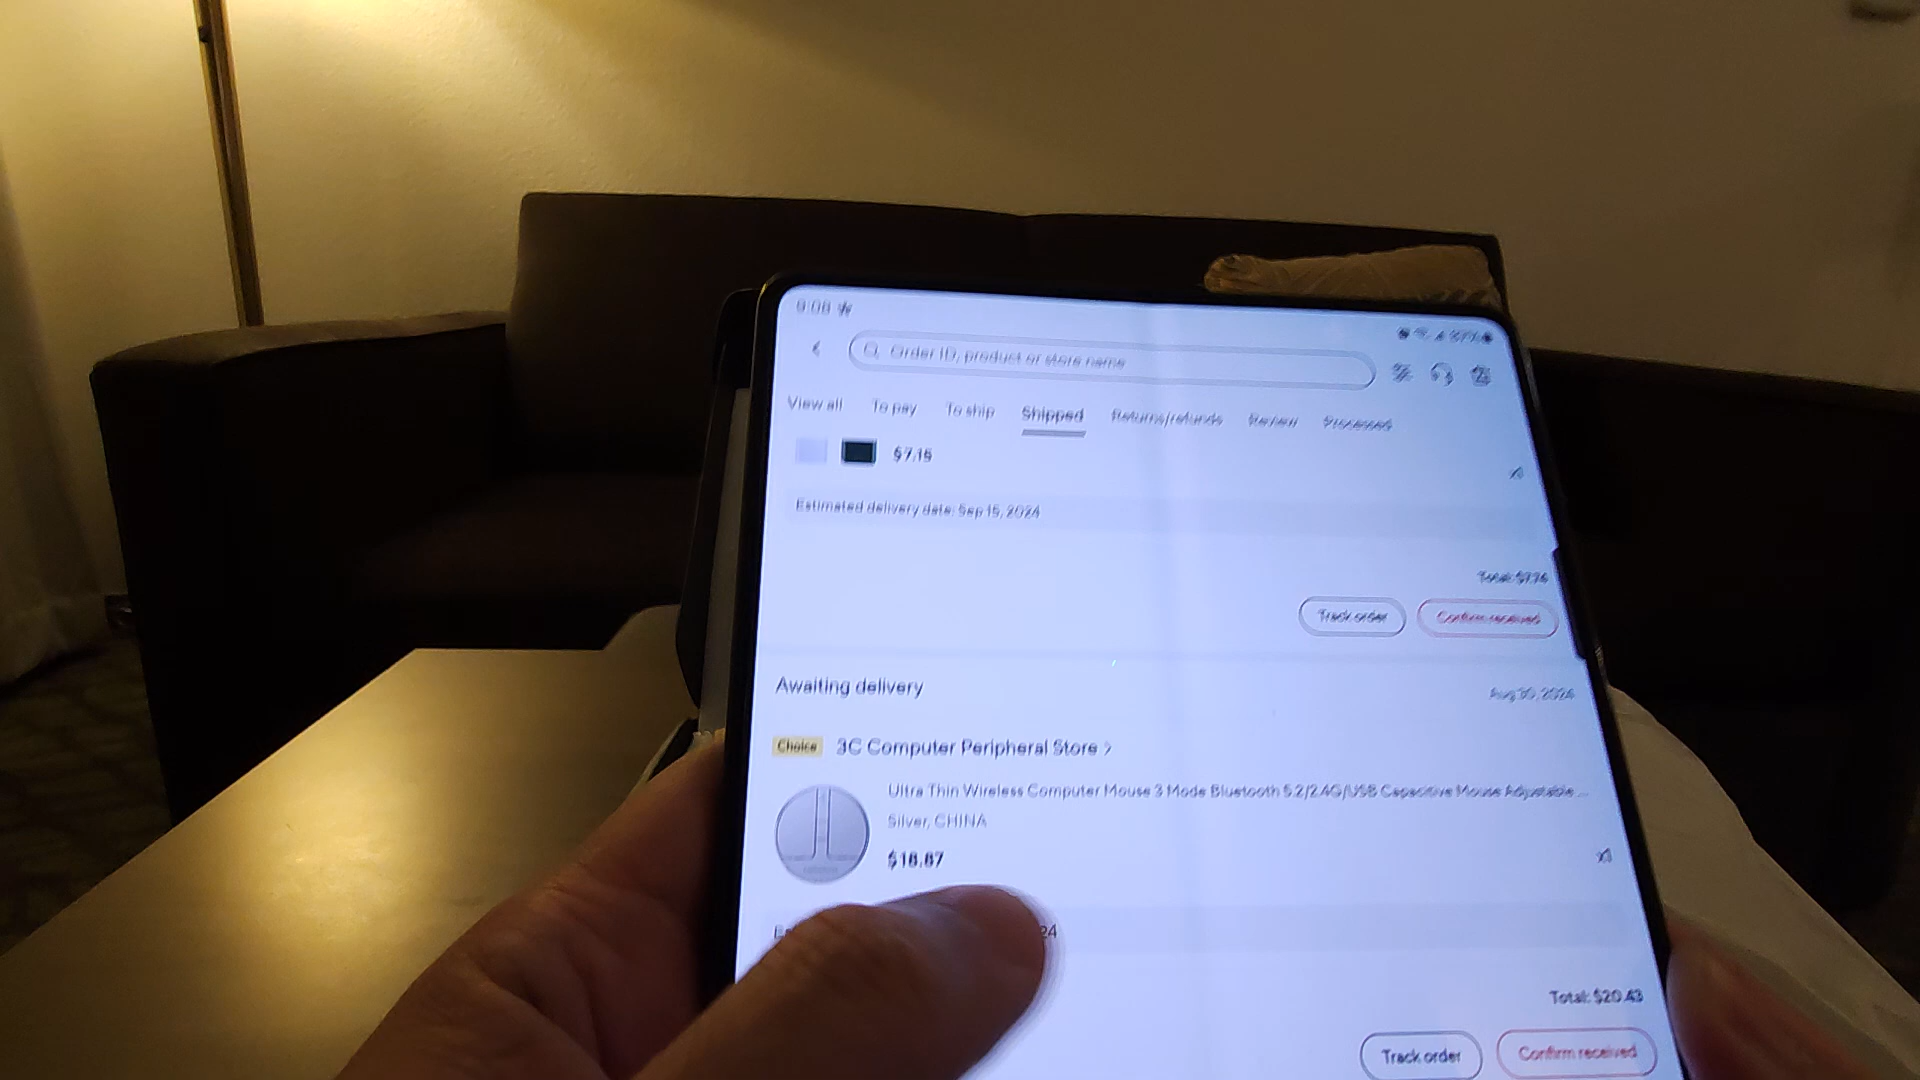 9:08
Order ID, product or store name
View all To pay To ship Shipped Returns/refunds Review Processed
$7.15
Estimated delivery date: Sep 15, 2024
Total:
Track order Confirm received
Awaiting delivery
Aug 30, 2024
Choice 3C Computer Peripheral Store >
Ultra Thin Wireless Computer Mouse 3 Mode Bluetooth 5.2/2.4G/USB Capacitive Mouse Adjustable...
Silver, CHINA
$18.87
x1
24
Total: $20.43
Track order Confirm received